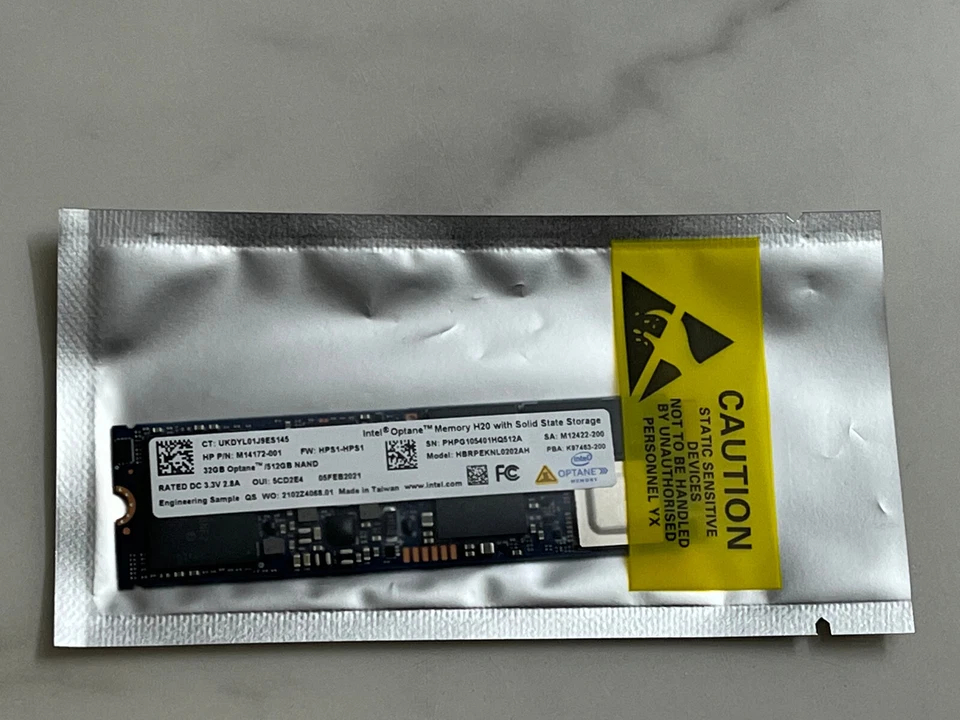 Intel® Optane™ Memory H20 with Solid State Storage
CT: UKDYL01J9ES145
HP P/N: M14172-001 FW: HPS1-HPS1
32GB Optane™ /512GB NAND
SN: PHPG105401HQ512A SA: M12422-200
Model: HBRPEKNL0202AH PBA: K97463-200
RATED DC 3.3V 2.8A OUI: 5CD2E4 05FEB2021
Engineering Sample QS WO: 2102Z4068.01 Made in Taiwan www.intel.com
FC
intel
OPTANE
MEMORY
CAUTION
STATIC SENSITIVE
DEVICES
NOT TO BE HANDLED
BY UNAUTHORISED
PERSONNEL YX